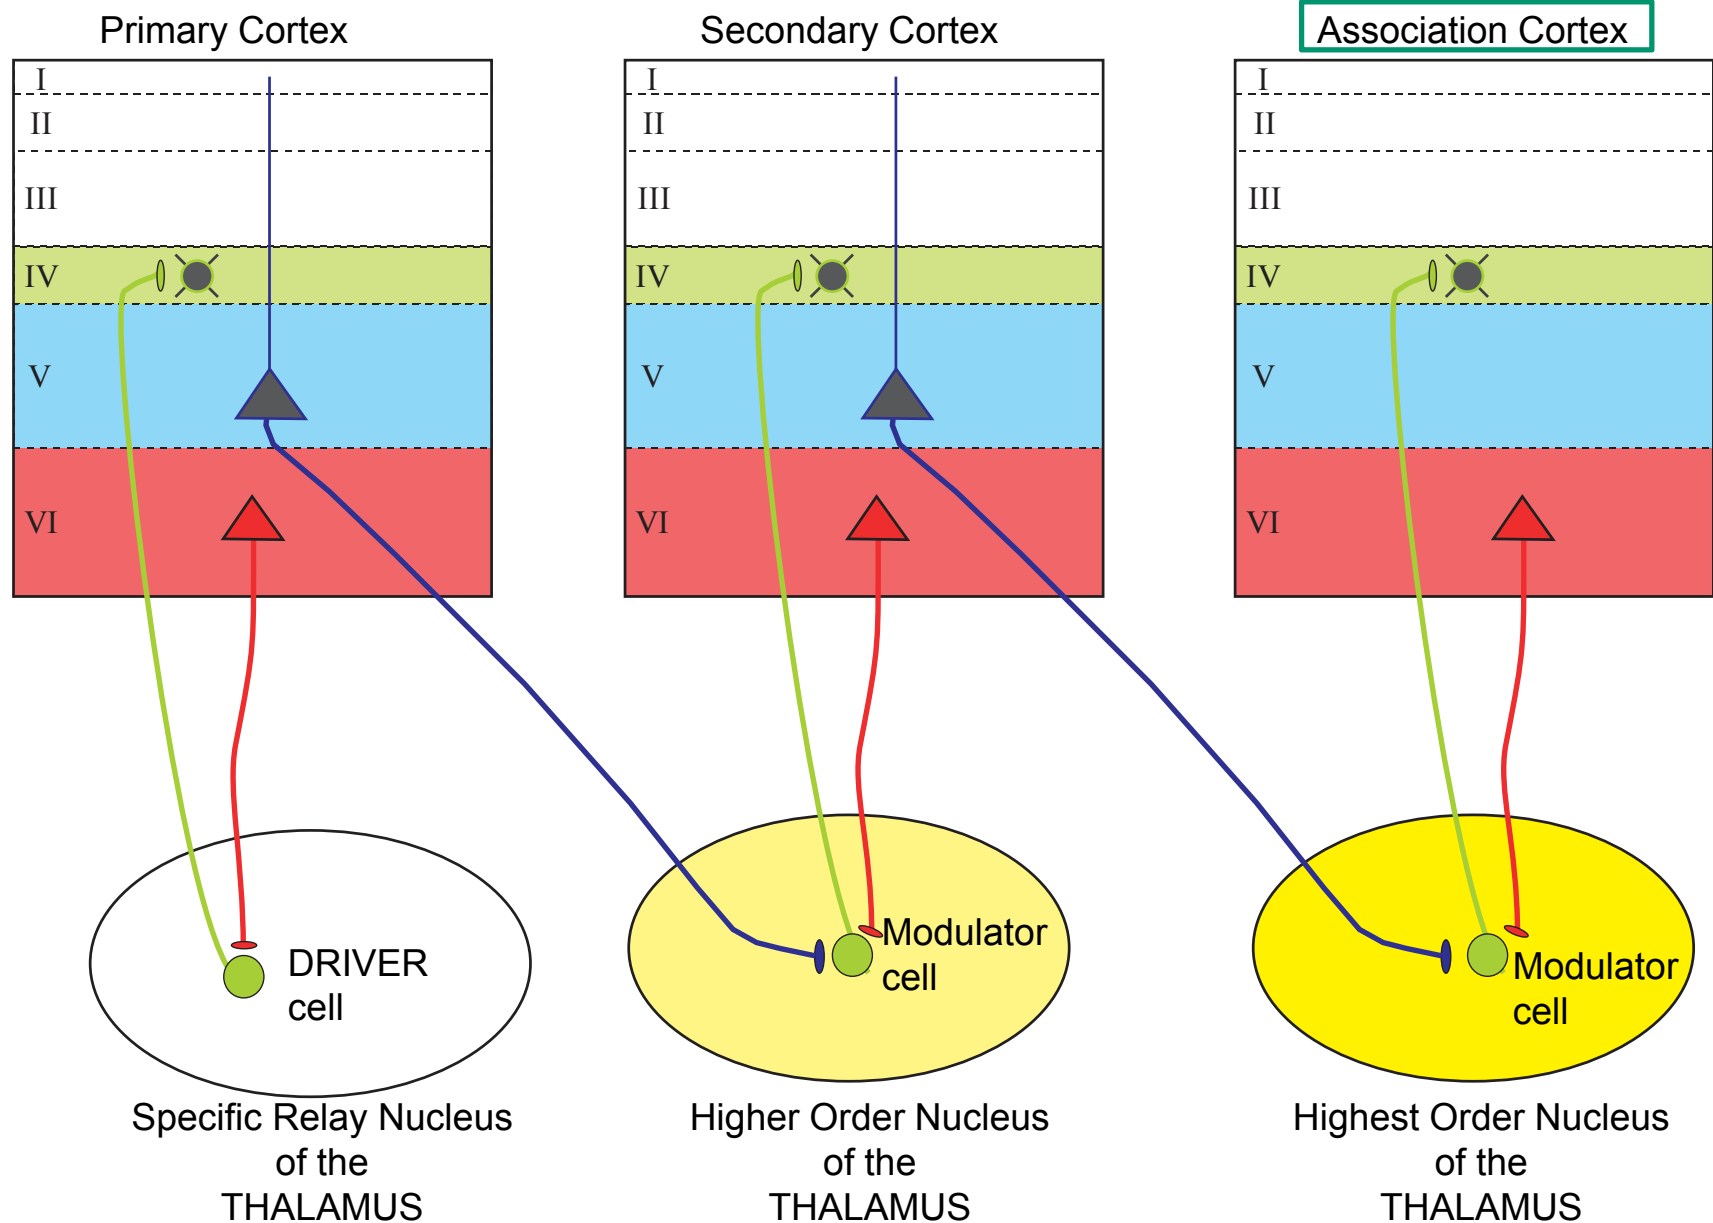 Primary Cortex
I
II
III
IV
V
VI
DRIVER
cell
Specific Relay Nucleus
of the
THALAMUS
Secondary Cortex
I
II
III
IV
V
VI
Modulator
cell
Higher Order Nucleus
of the
THALAMUS
Association Cortex
I
II
III
IV
V
VI
Modulator
cell
Highest Order Nucleus
of the
THALAMUS